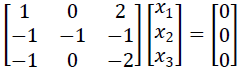 [1 0 2; -1 -1 -1; -1 0 -2] [x₁; x₂; x₃] = [0; 0; 0]